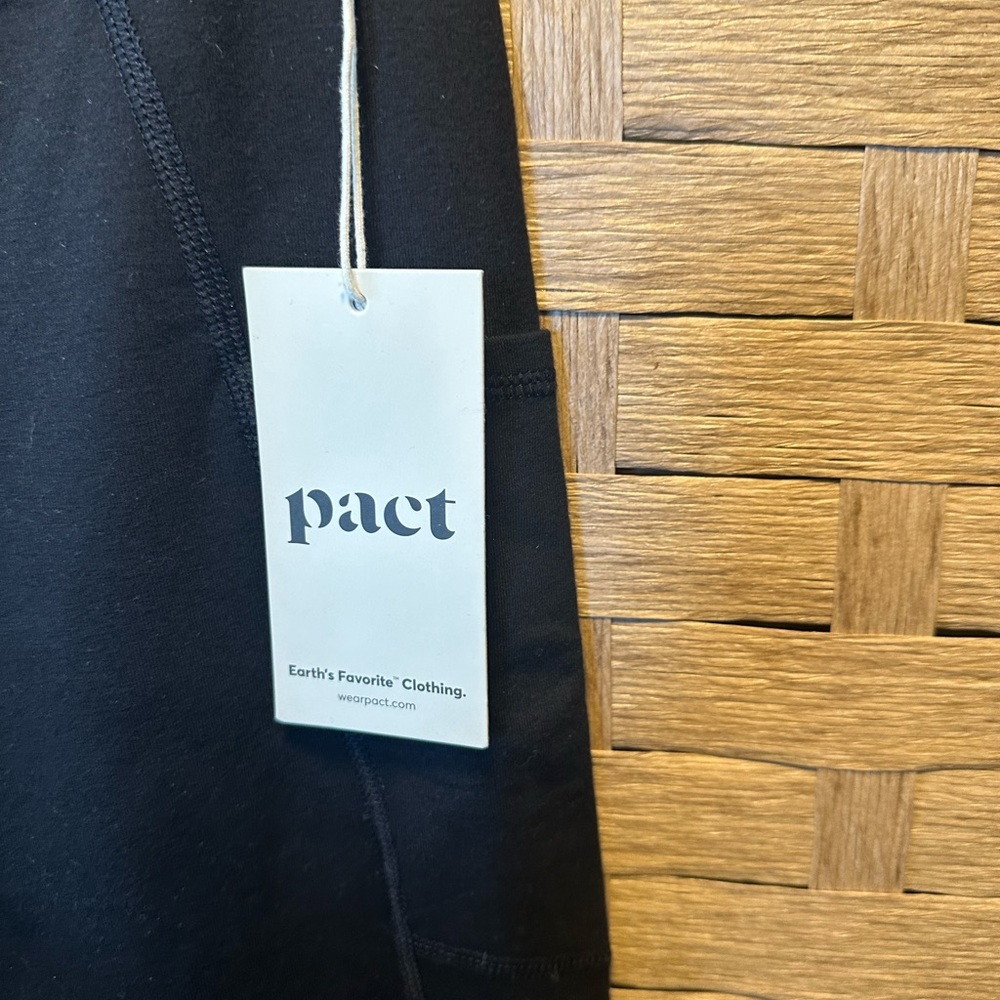 pact
Earth's Favorite™ Clothing.
wearpact.com